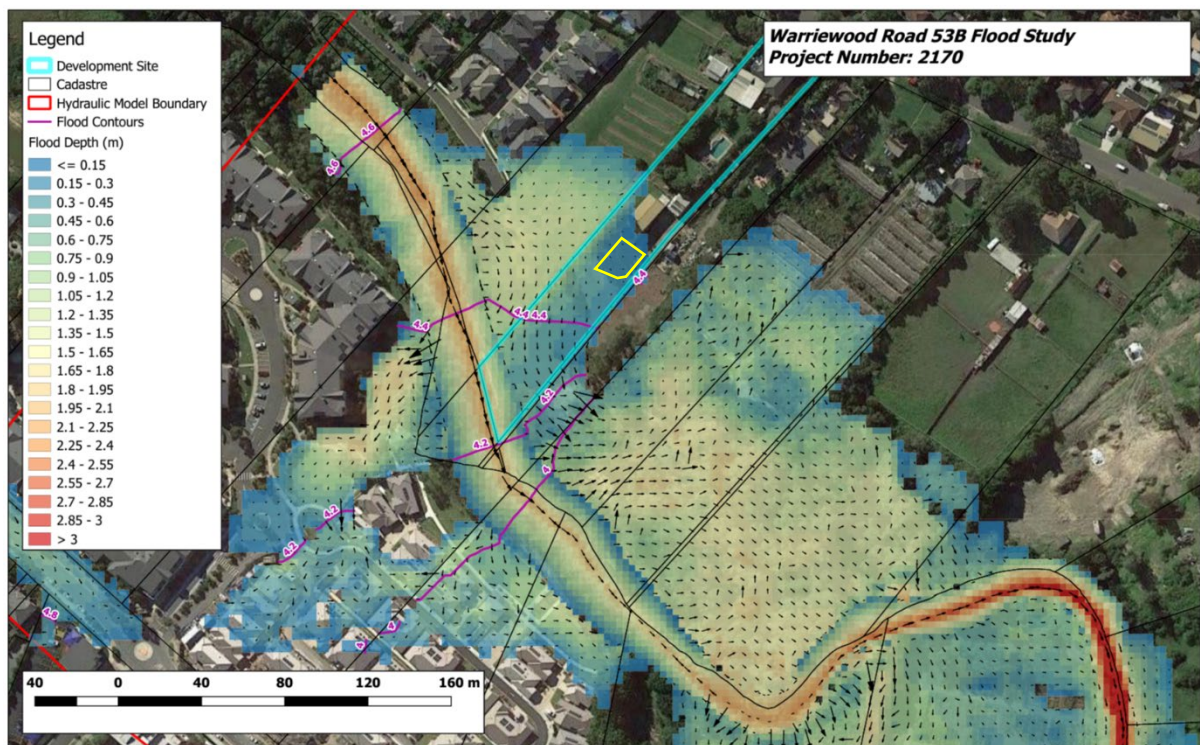 Warriewood Road 53B Flood Study
Project Number: 2170
Legend
Development Site
Cadastre
Hydraulic Model Boundary
Flood Contours
Flood Depth (m)
<= 0.15
0.15 - 0.3
0.3 - 0.45
0.45 - 0.6
0.6 - 0.75
0.75 - 0.9
0.9 - 1.05
1.05 - 1.2
1.2 - 1.35
1.35 - 1.5
1.5 - 1.65
1.65 - 1.8
1.8 - 1.95
1.95 - 2.1
2.1 - 2.25
2.25 - 2.4
2.4 - 2.55
2.55 - 2.7
2.7 - 2.85
2.85 - 3
> 3
4.6
4.6
4.4
4.4
4.4 4.4
4.2
4.2
4
4.2
4.2
4.8
4
4
40 0 40 80 120 160 m